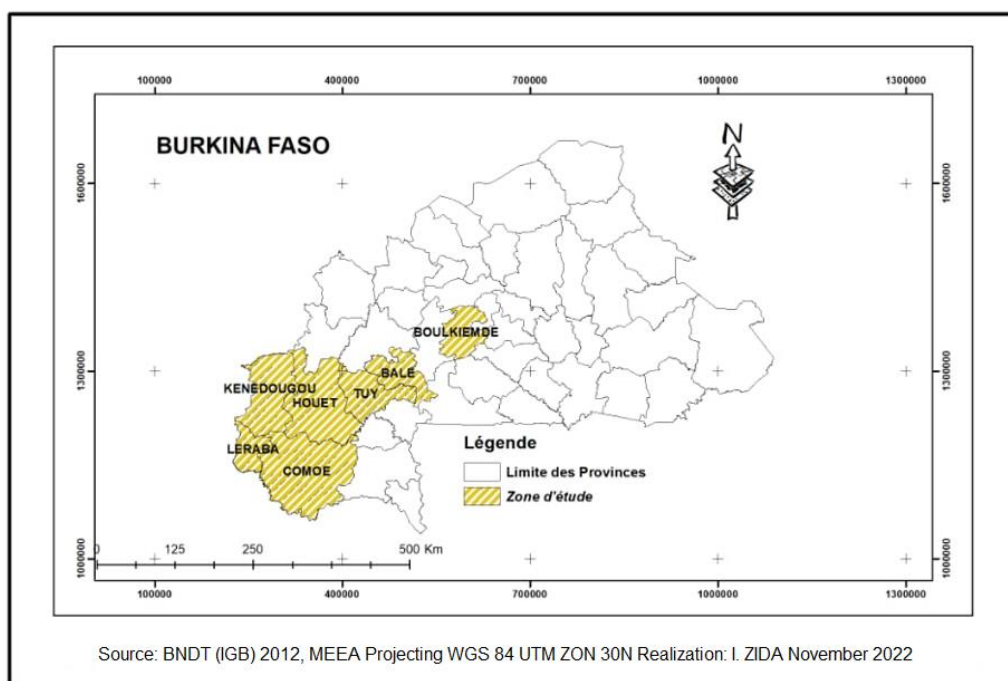 100000 400000 700000 1000000 1300000
BURKINA FASO
N
1600000 1600000
BOULKIEMDE
1300000 1300000
BALE
KENEDOUGOU
TUY
HOUET
Légende
LERABA
Limite des Provinces
COMOE
Zone d'étude
0 125 250 500 Km
1000000 1000000
100000 400000 700000 1000000 1300000
Source: BNDT (IGB) 2012, MEEA Projecting WGS 84 UTM ZON 30N Realization: I. ZIDA November 2022